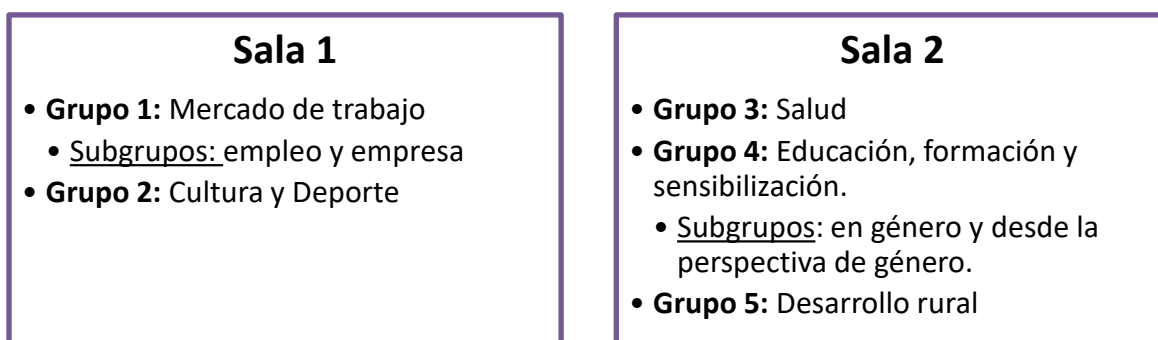 Sala 1
• Grupo 1: Mercado de trabajo
• Subgrupos: empleo y empresa
• Grupo 2: Cultura y Deporte
Sala 2
• Grupo 3: Salud
• Grupo 4: Educación, formación y
sensibilización.
• Subgrupos: en género y desde la
perspectiva de género.
• Grupo 5: Desarrollo rural